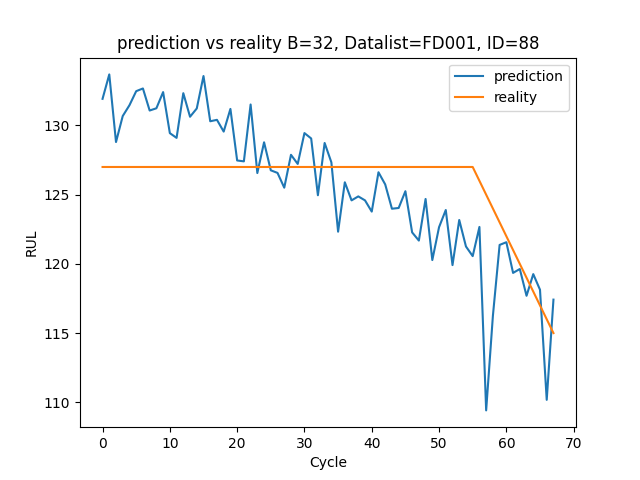 prediction vs reality B=32, Datalist=FD001, ID=88
prediction
reality
RUL
130
125
120
115
110
0 10 20 30 40 50 60 70
Cycle